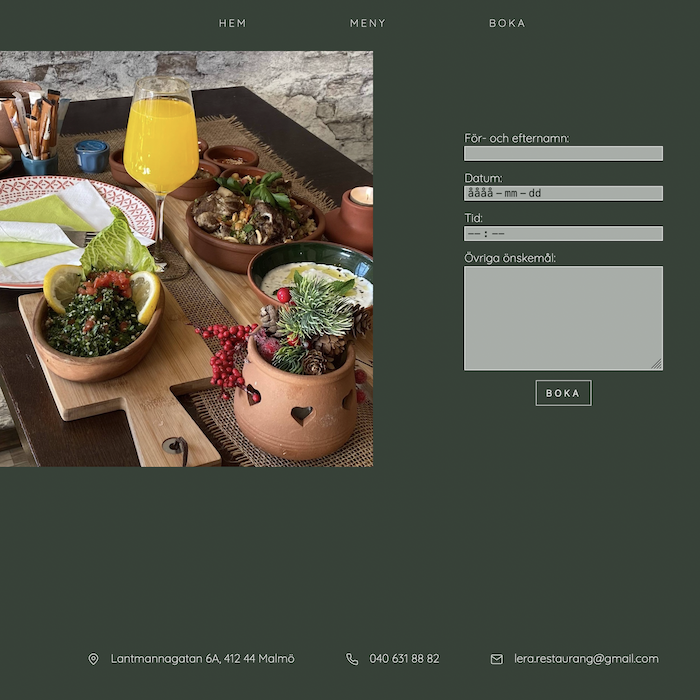 HEM MENY BOKA
För- och efternamn:
Datum:
åååå – mm – dd
Tid:
–– : ––
Övriga önskemål:
BOKA
Lantmannagatan 6A, 412 44 Malmö 040 631 88 82 lera.restaurang@gmail.com